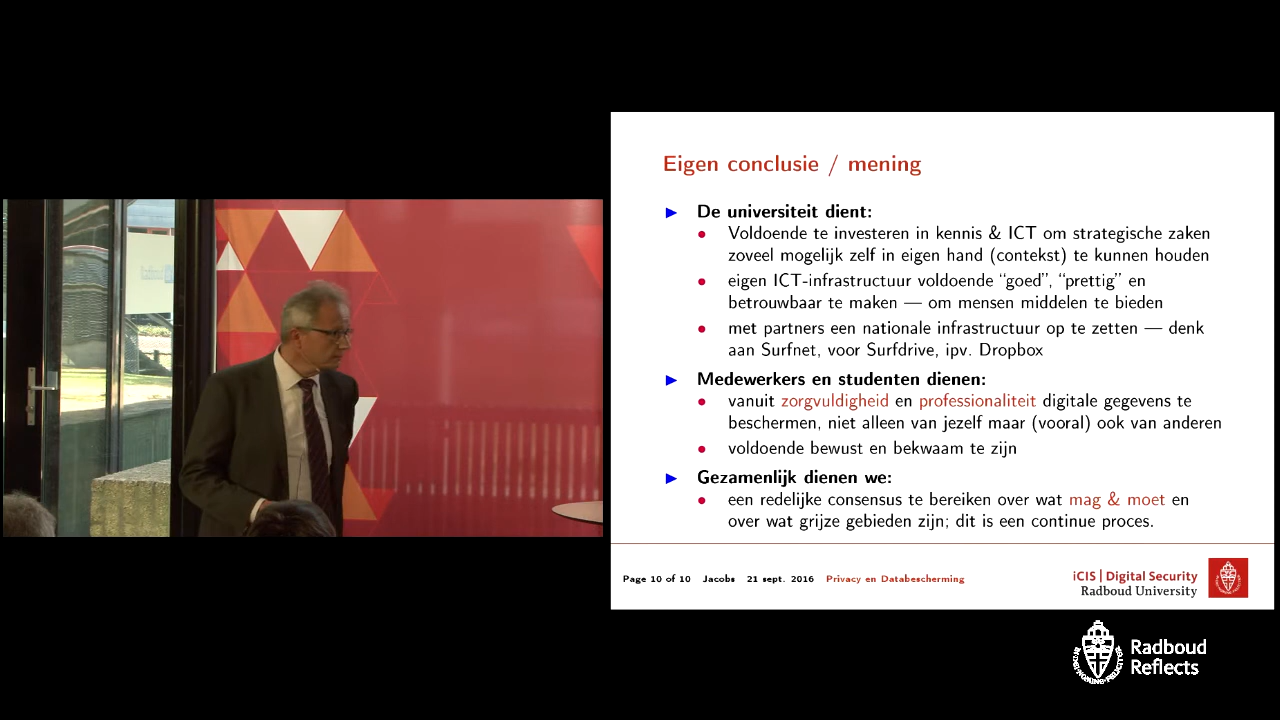 Eigen conclusie / mening
De universiteit dient:
Voldoende te investeren in kennis & ICT om strategische zaken
zoveel mogelijk zelf in eigen hand (contekst) te kunnen houden
eigen ICT-infrastructuur voldoende “goed”, “prettig” en
betrouwbaar te maken — om mensen middelen te bieden
met partners een nationale infrastructuur op te zetten — denk
aan Surfnet, voor Surfdrive, ipv. Dropbox
Medewerkers en studenten dienen:
vanuit zorgvuldigheid en professionaliteit digitale gegevens te
beschermen, niet alleen van jezelf maar (vooral) ook van anderen
voldoende bewust en bekwaam te zijn
Gezamenlijk dienen we:
een redelijke consensus te bereiken over wat mag & moet en
over wat grijze gebieden zijn; dit is een continue proces.
Page 10 of 10 Jacobs 21 sept. 2016 Privacy en Databescherming
iCIS | Digital Security
Radboud University
Radboud
Reflects